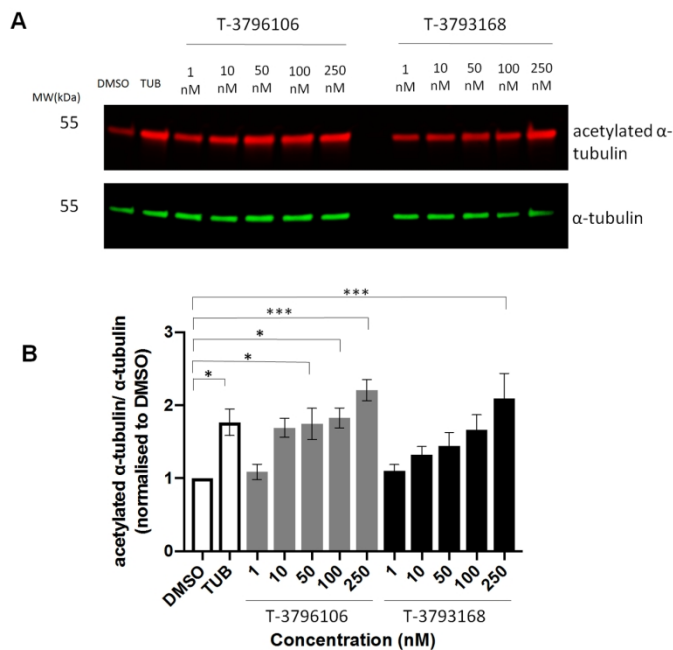 A
T-3796106 T-3793168
DMSO TUB 1 nM 10 nM 50 nM 100 nM 250 nM 1 nM 10 nM 50 nM 100 nM 250 nM
MW(kDa)
55 acetylated α-
tubulin
55 α-tubulin
B
acetylated α-tubulin/ α-tubulin
(normalised to DMSO)
***
***
*
*
*
3
2
1
0
DMSO TUB 1 10 50 100 250 1 10 50 100 250
T-3796106 T-3793168
Concentration (nM)